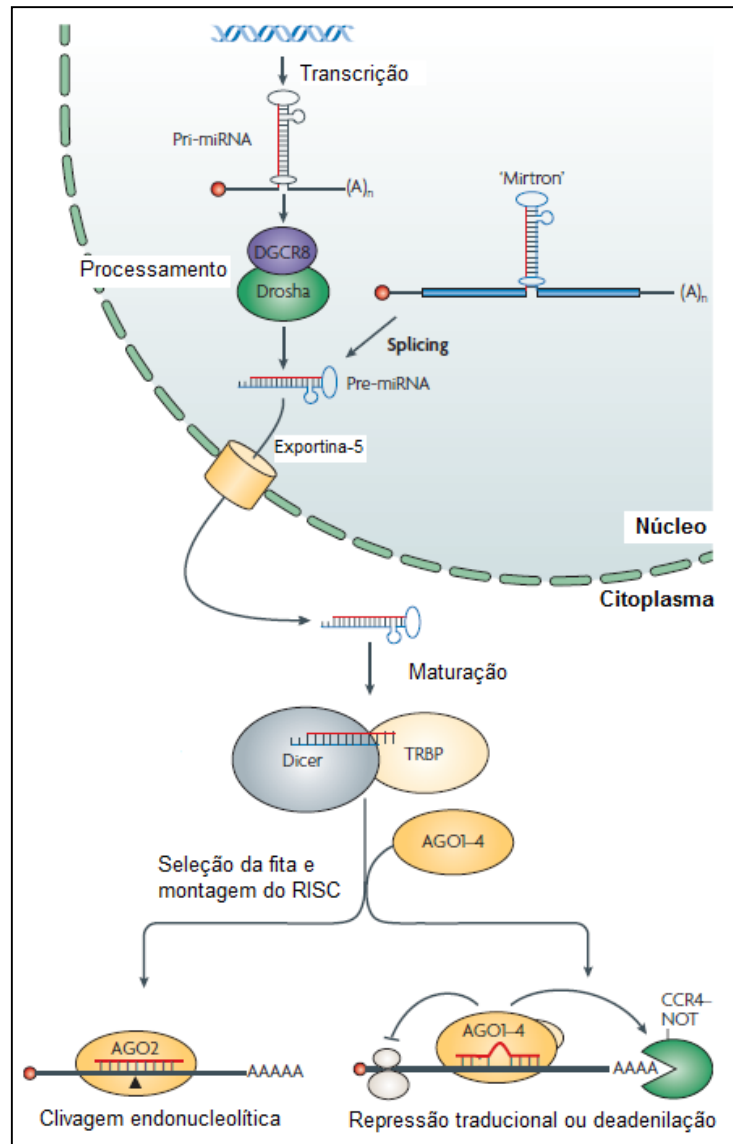 Transcrição
Pri-miRNA
(A)n
'Mirtron'
DGCR8
Drosha
Processamento
(A)n
Splicing
Pre-miRNA
Exportina-5
Núcleo
Citoplasma
Maturação
Dicer
TRBP
AGO1–4
Seleção da fita e
montagem do RISC
CCR4–
NOT
AGO2
AAAAA
AGO1–4
AAAA
Clivagem endonucleolítica
Repressão traducional ou deadenilação